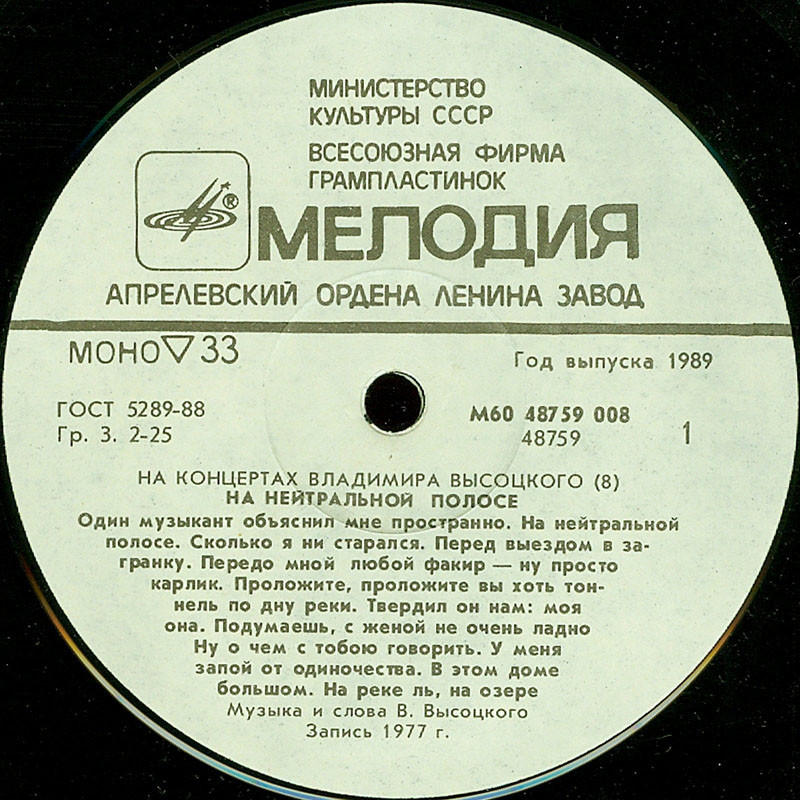 МИНИСТЕРСТВО
КУЛЬТУРЫ СССР
ВСЕСОЮЗНАЯ ФИРМА
ГРАМПЛАСТИНОК
®
МЕЛОДИЯ
АПРЕЛЕВСКИЙ ОРДЕНА ЛЕНИНА ЗАВОД
МОНО ▽ 33
Год выпуска 1989
ГОСТ 5289-88
Гр. 3. 2-25
М60 48759 008
48759
1
НА КОНЦЕРТАХ ВЛАДИМИРА ВЫСОЦКОГО (8)
НА НЕЙТРАЛЬНОЙ ПОЛОСЕ
Один музыкант объяснил мне пространно. На нейтральной
полосе. Сколько я ни старался. Перед выездом в за-
гранку. Передо мной любой факир — ну просто
карлик. Проложите, проложите вы хоть тон-
нель по дну реки. Твердил он нам: моя
она. Подумаешь, с женой не очень ладно
Ну о чем с тобою говорить. У меня
запой от одиночества. В этом доме
большом. На реке ль, на озере
Музыка и слова В. Высоцкого
Запись 1977 г.